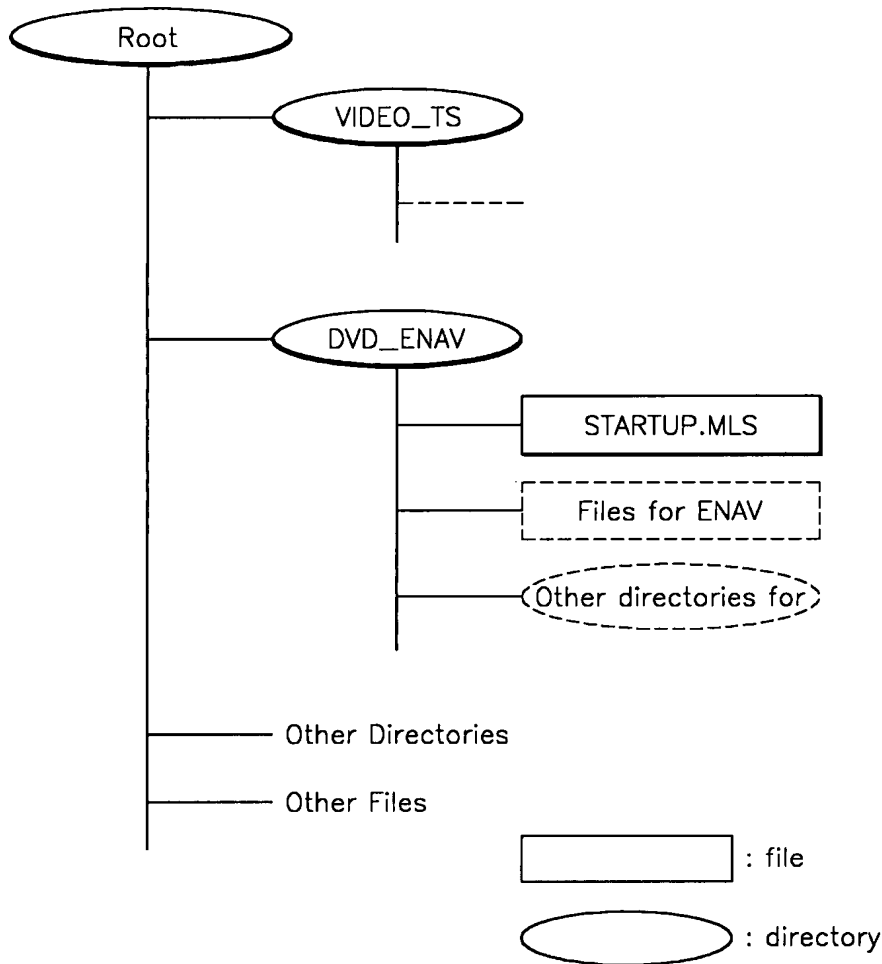 Root
VIDEO_TS
DVD_ENAV
STARTUP.MLS
Files for ENAV
Other directories for
Other Directories
Other Files
: file
: directory